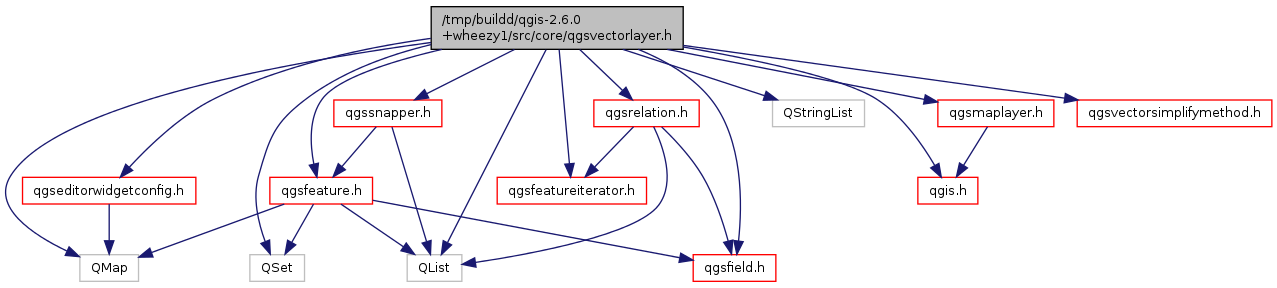 /tmp/buildd/qgis-2.6.0
+wheezy1/src/core/qgsvectorlayer.h
qgssnapper.h
qgsrelation.h
QStringList
qgsmaplayer.h
qgsvectorsimplifymethod.h
qgseditorwidgetconfig.h
qgsfeature.h
qgsfeatureiterator.h
qgis.h
QMap
QSet
QList
qgsfield.h